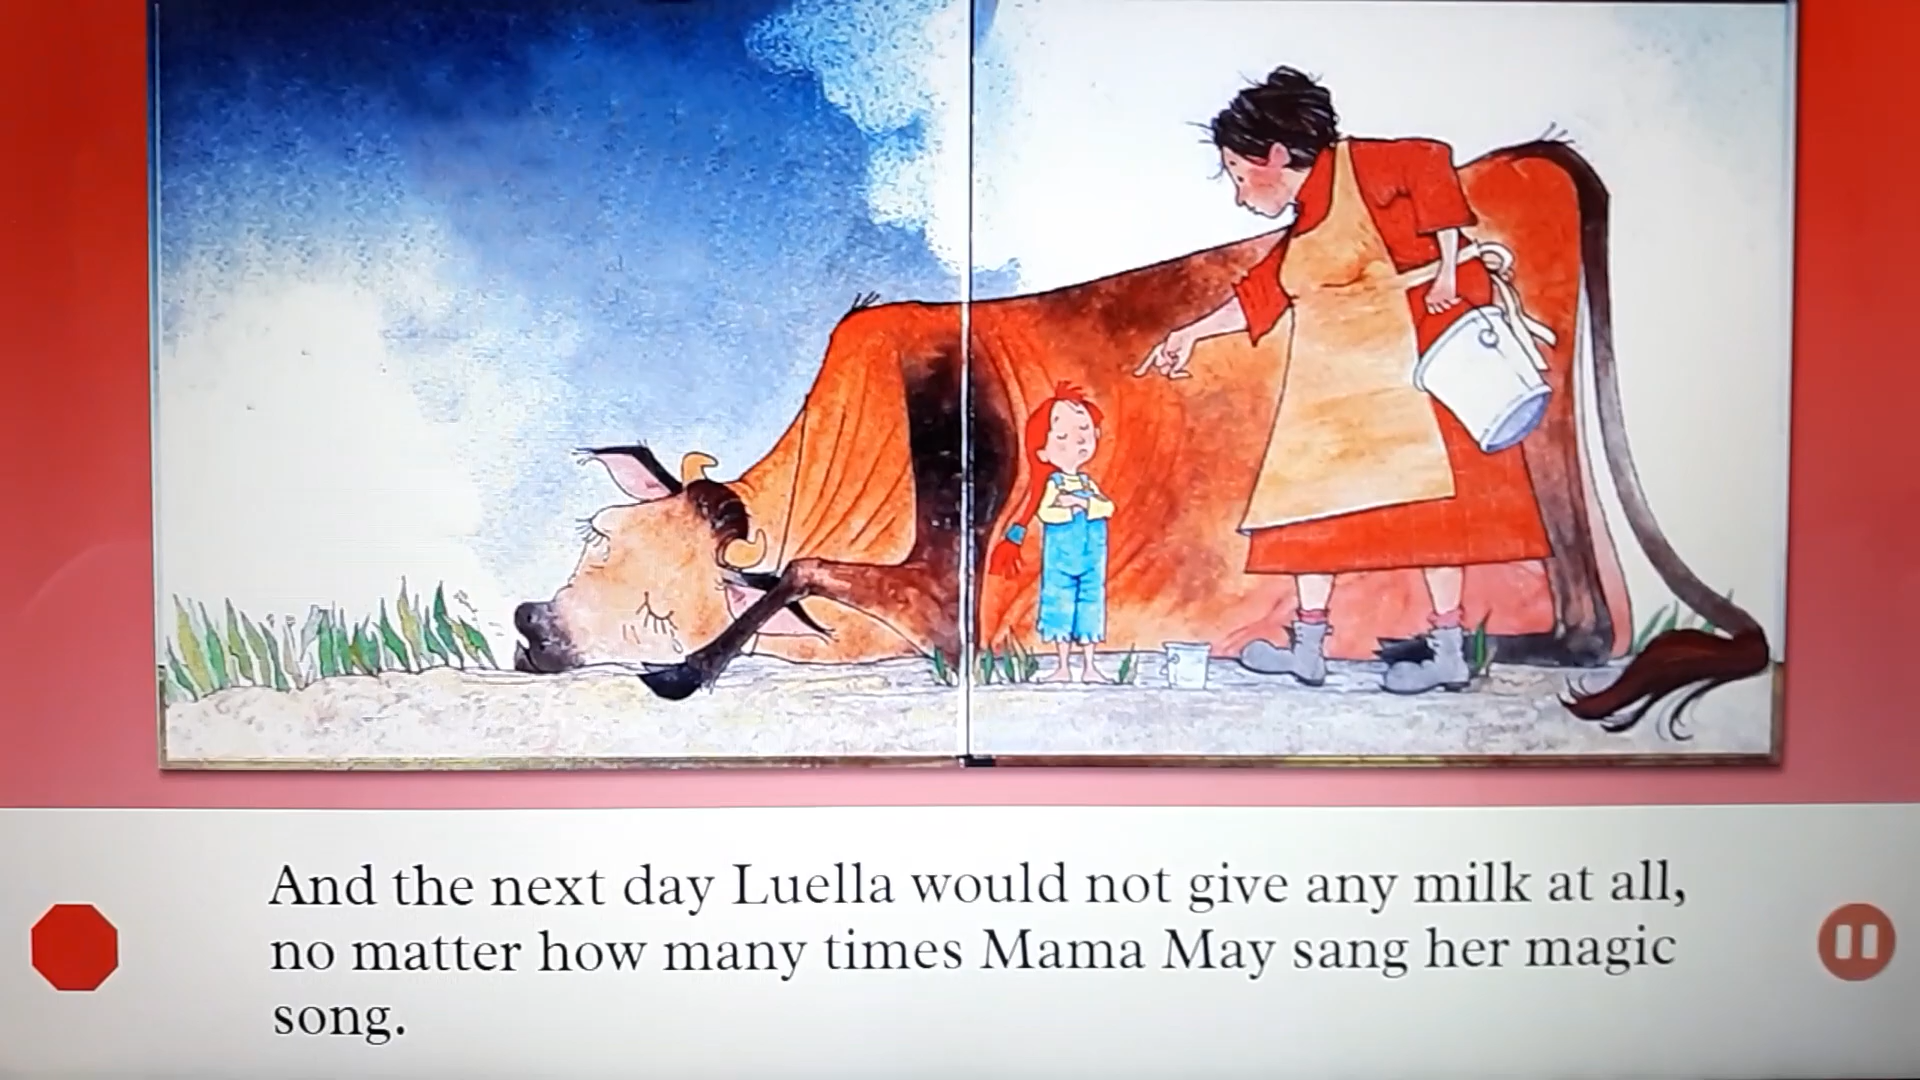 And the next day Luella would not give any milk at all,
no matter how many times Mama May sang her magic
song.